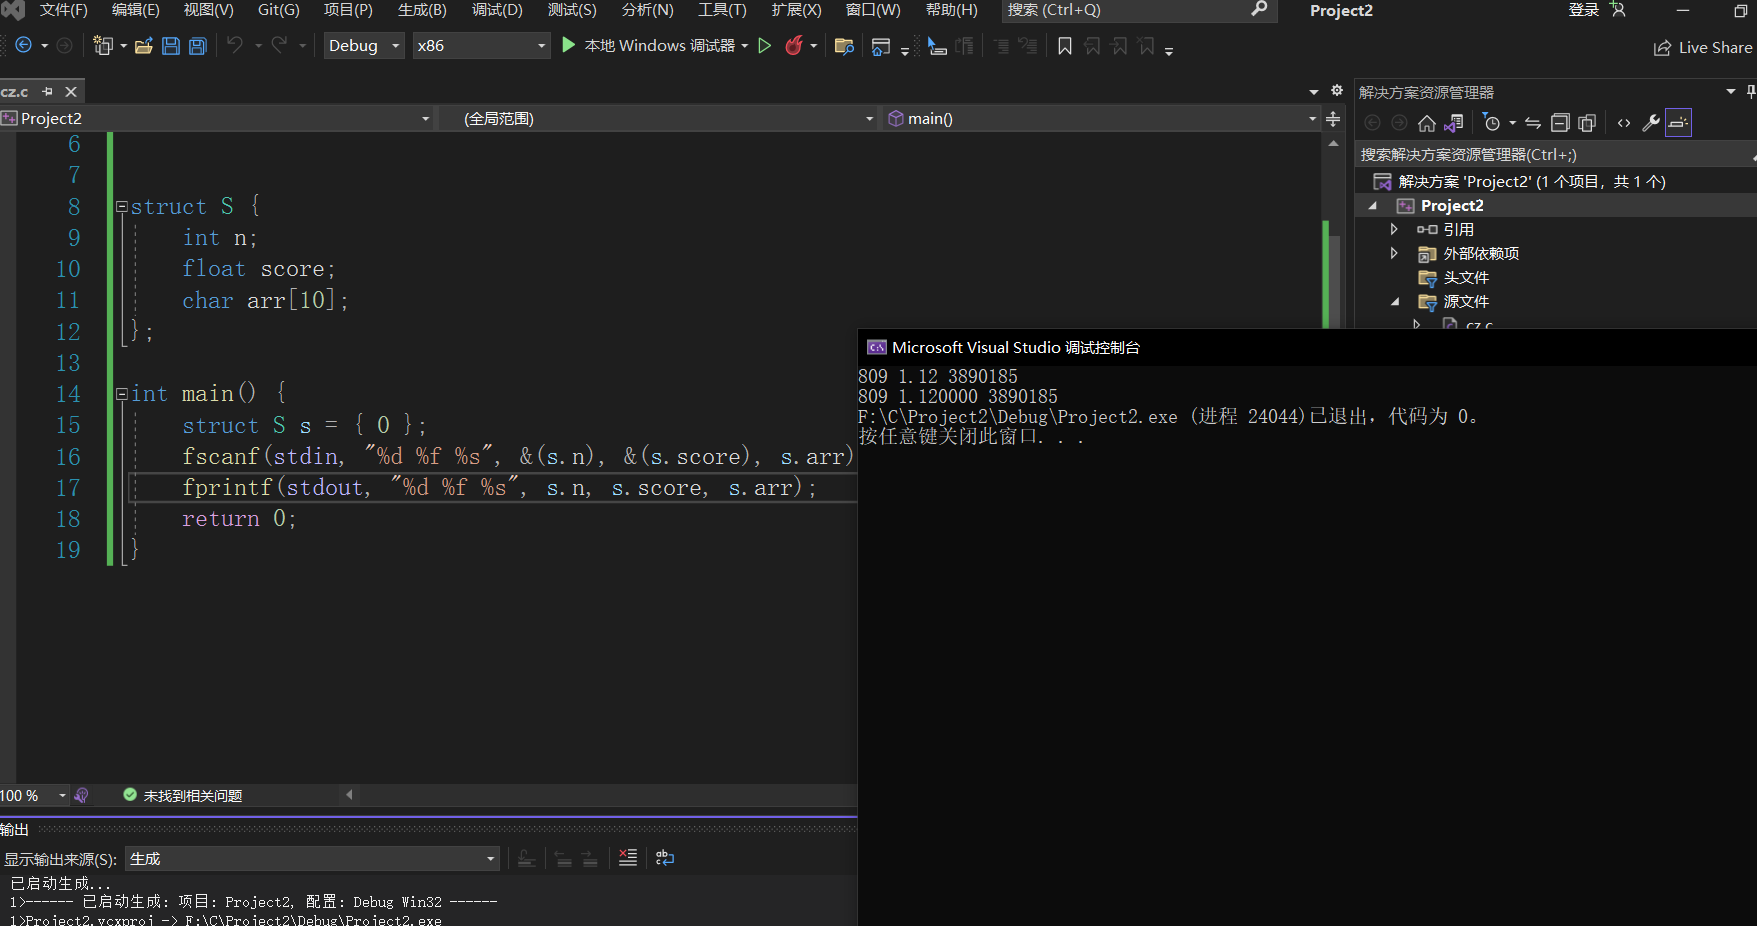 文件(F) 编辑(E) 视图(V) Git(G) 项目(P) 生成(B) 调试(D) 测试(S) 分析(N) 工具(T) 扩展(X) 窗口(W) 帮助(H) 搜索 (Ctrl+Q) Project2 登录
Debug x86 本地 Windows 调试器 Live Share
cz.c
Project2 (全局范围) main()
6
7
8 struct S {
9 int n;
10 float score;
11 char arr[10];
12 };
13
14 int main() {
15 struct S s = { 0 };
16 fscanf(stdin, "%d %f %s", &(s.n), &(s.score), s.arr)
17 fprintf(stdout, "%d %f %s", s.n, s.score, s.arr);
18 return 0;
19 }
100 % 未找到相关问题
输出
显示输出来源(S): 生成
已启动生成...
1>------ 已启动生成: 项目: Project2, 配置: Debug Win32 ------
1>Project2.vcxproj -> F:\C\Project2\Debug\Project2.exe
解决方案资源管理器
搜索解决方案资源管理器(Ctrl+;)
解决方案 'Project2' (1 个项目，共 1 个)
Project2
引用
外部依赖项
头文件
源文件
cz.c
Microsoft Visual Studio 调试控制台
809 1.12 3890185
809 1.120000 3890185
F:\C\Project2\Debug\Project2.exe (进程 24044)已退出，代码为 0。
按任意键关闭此窗口. . .